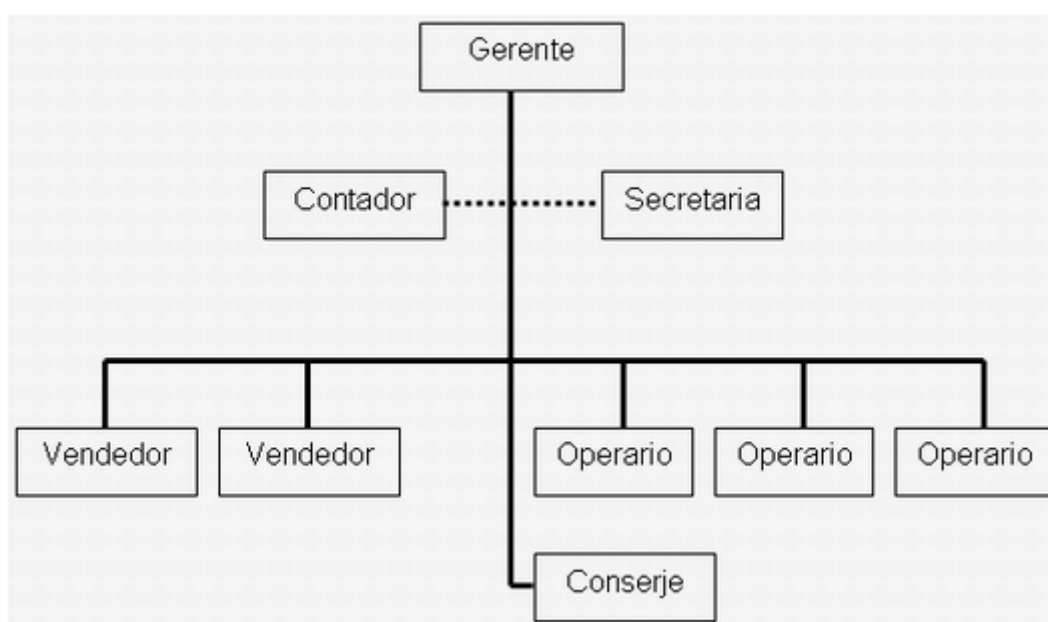 Gerente
Contador
Secretaria
Vendedor
Vendedor
Operario
Operario
Operario
Conserje